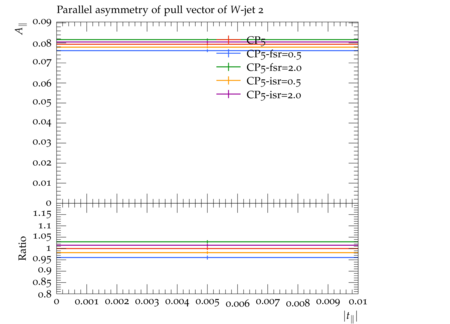 Parallel asymmetry of pull vector of W-jet 2
A∥
0.09
0.08
0.07
0.06
0.05
0.04
0.03
0.02
0.01
0
CP5
CP5-fsr=0.5
CP5-fsr=2.0
CP5-isr=0.5
CP5-isr=2.0
Ratio
1.15
1.1
1.05
1
0.95
0.9
0.85
0.8
0 0.001 0.002 0.003 0.004 0.005 0.006 0.007 0.008 0.009 0.01
|t∥|